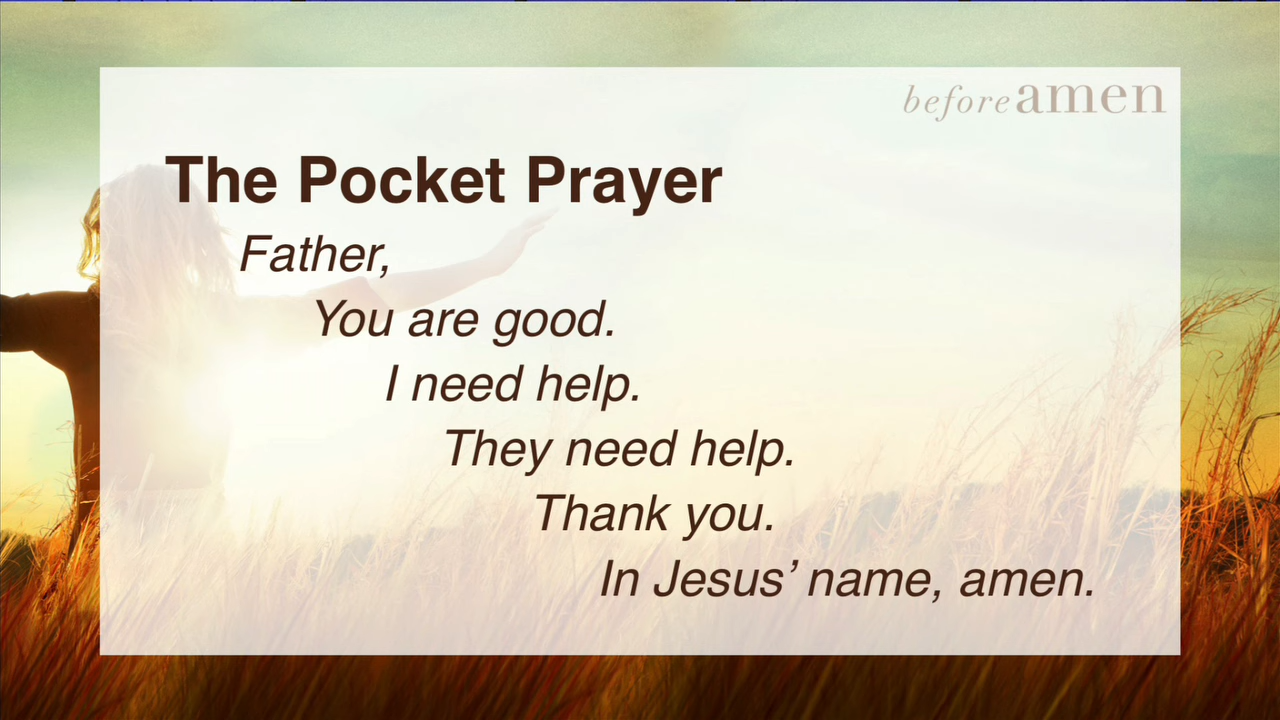 before amen
The Pocket Prayer
Father,
You are good.
I need help.
They need help.
Thank you.
In Jesus’ name, amen.